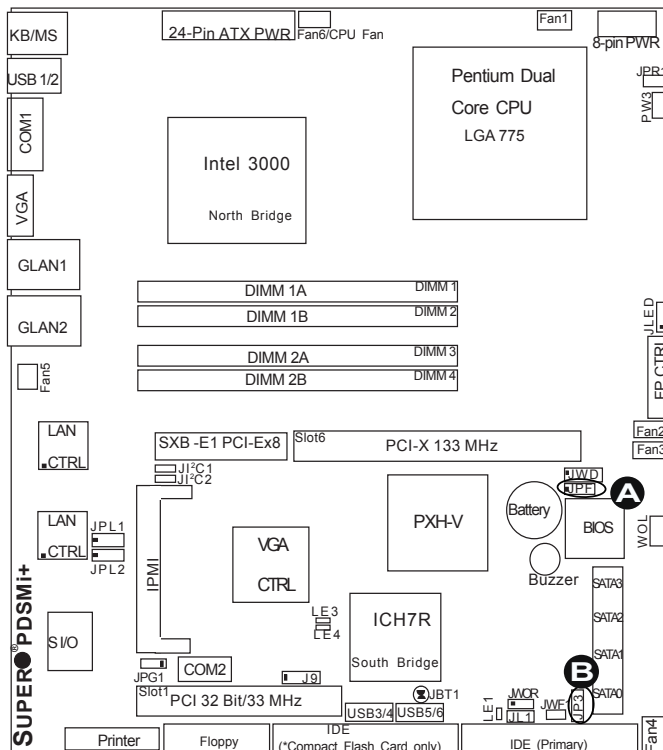 KB/MS
24-Pin ATX PWR
Fan6/CPU Fan
Fan1
8-pin PWR
USB 1/2
JPR1
PW3
Pentium Dual
Core CPU
LGA 775
COM1
Intel 3000
North Bridge
VGA
GLAN1
GLAN2
DIMM 1A
DIMM 1
DIMM 1B
DIMM 2
DIMM 2A
DIMM 3
DIMM 2B
DIMM 4
JLED
FP CTRL
Fan5
Fan2
Fan3
LAN
CTRL
SXB -E1 PCI-Ex8
Slot6
PCI-X 133 MHz
JI²C1
JI²C2
JWD
JPF
A
PXH-V
Battery
BIOS
WOL
LAN
CTRL
JPL1
JPL2
IPMI
VGA
CTRL
Buzzer
SATA3
SATA2
SATA1
SATA0
LE3
LE4
ICH7R
South Bridge
SUPER® PDSMi+
S I/O
JPG1
COM2
J9
B
Slot1
PCI 32 Bit/33 MHz
JBT1
USB3/4
USB5/6
LE1
JWOR
JL1
JWF1
JP3
Fan4
Printer
Floppy
IDE
(*Compact Flash Card only)
IDE (Primary)